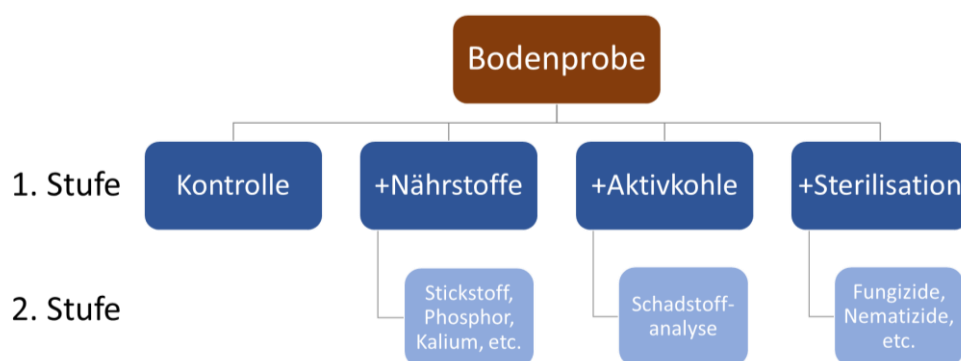 Bodenprobe
1. Stufe
Kontrolle
+Nährstoffe
+Aktivkohle
+Sterilisation
2. Stufe
Stickstoff,
Phosphor,
Kalium, etc.
Schadstoff-
analyse
Fungizide,
Nematizide,
etc.